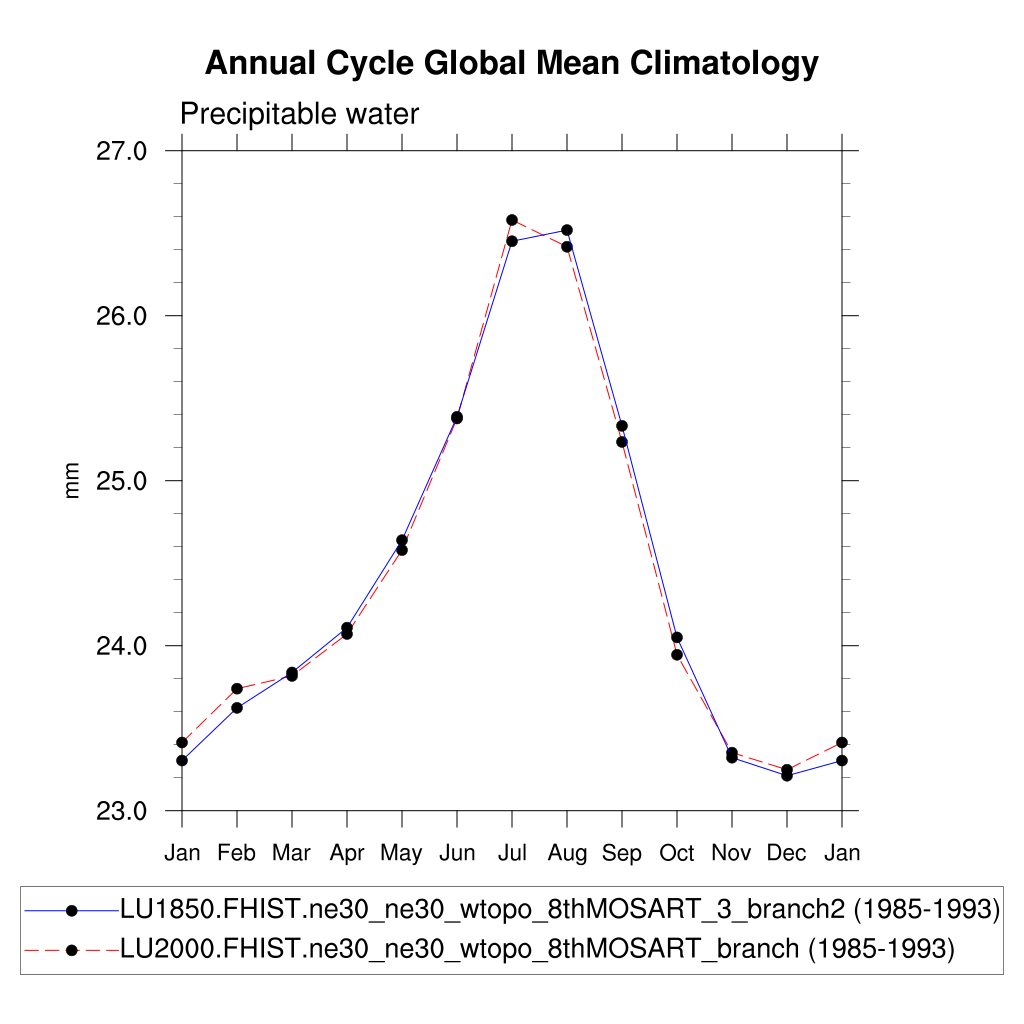 Annual Cycle Global Mean Climatology
Precipitable water
27.0
26.0
25.0
24.0
23.0
mm
Jan Feb Mar Apr May Jun Jul Aug Sep Oct Nov Dec Jan
LU1850.FHIST.ne30_ne30_wtopo_8thMOSART_3_branch2 (1985-1993)
LU2000.FHIST.ne30_ne30_wtopo_8thMOSART_branch (1985-1993)